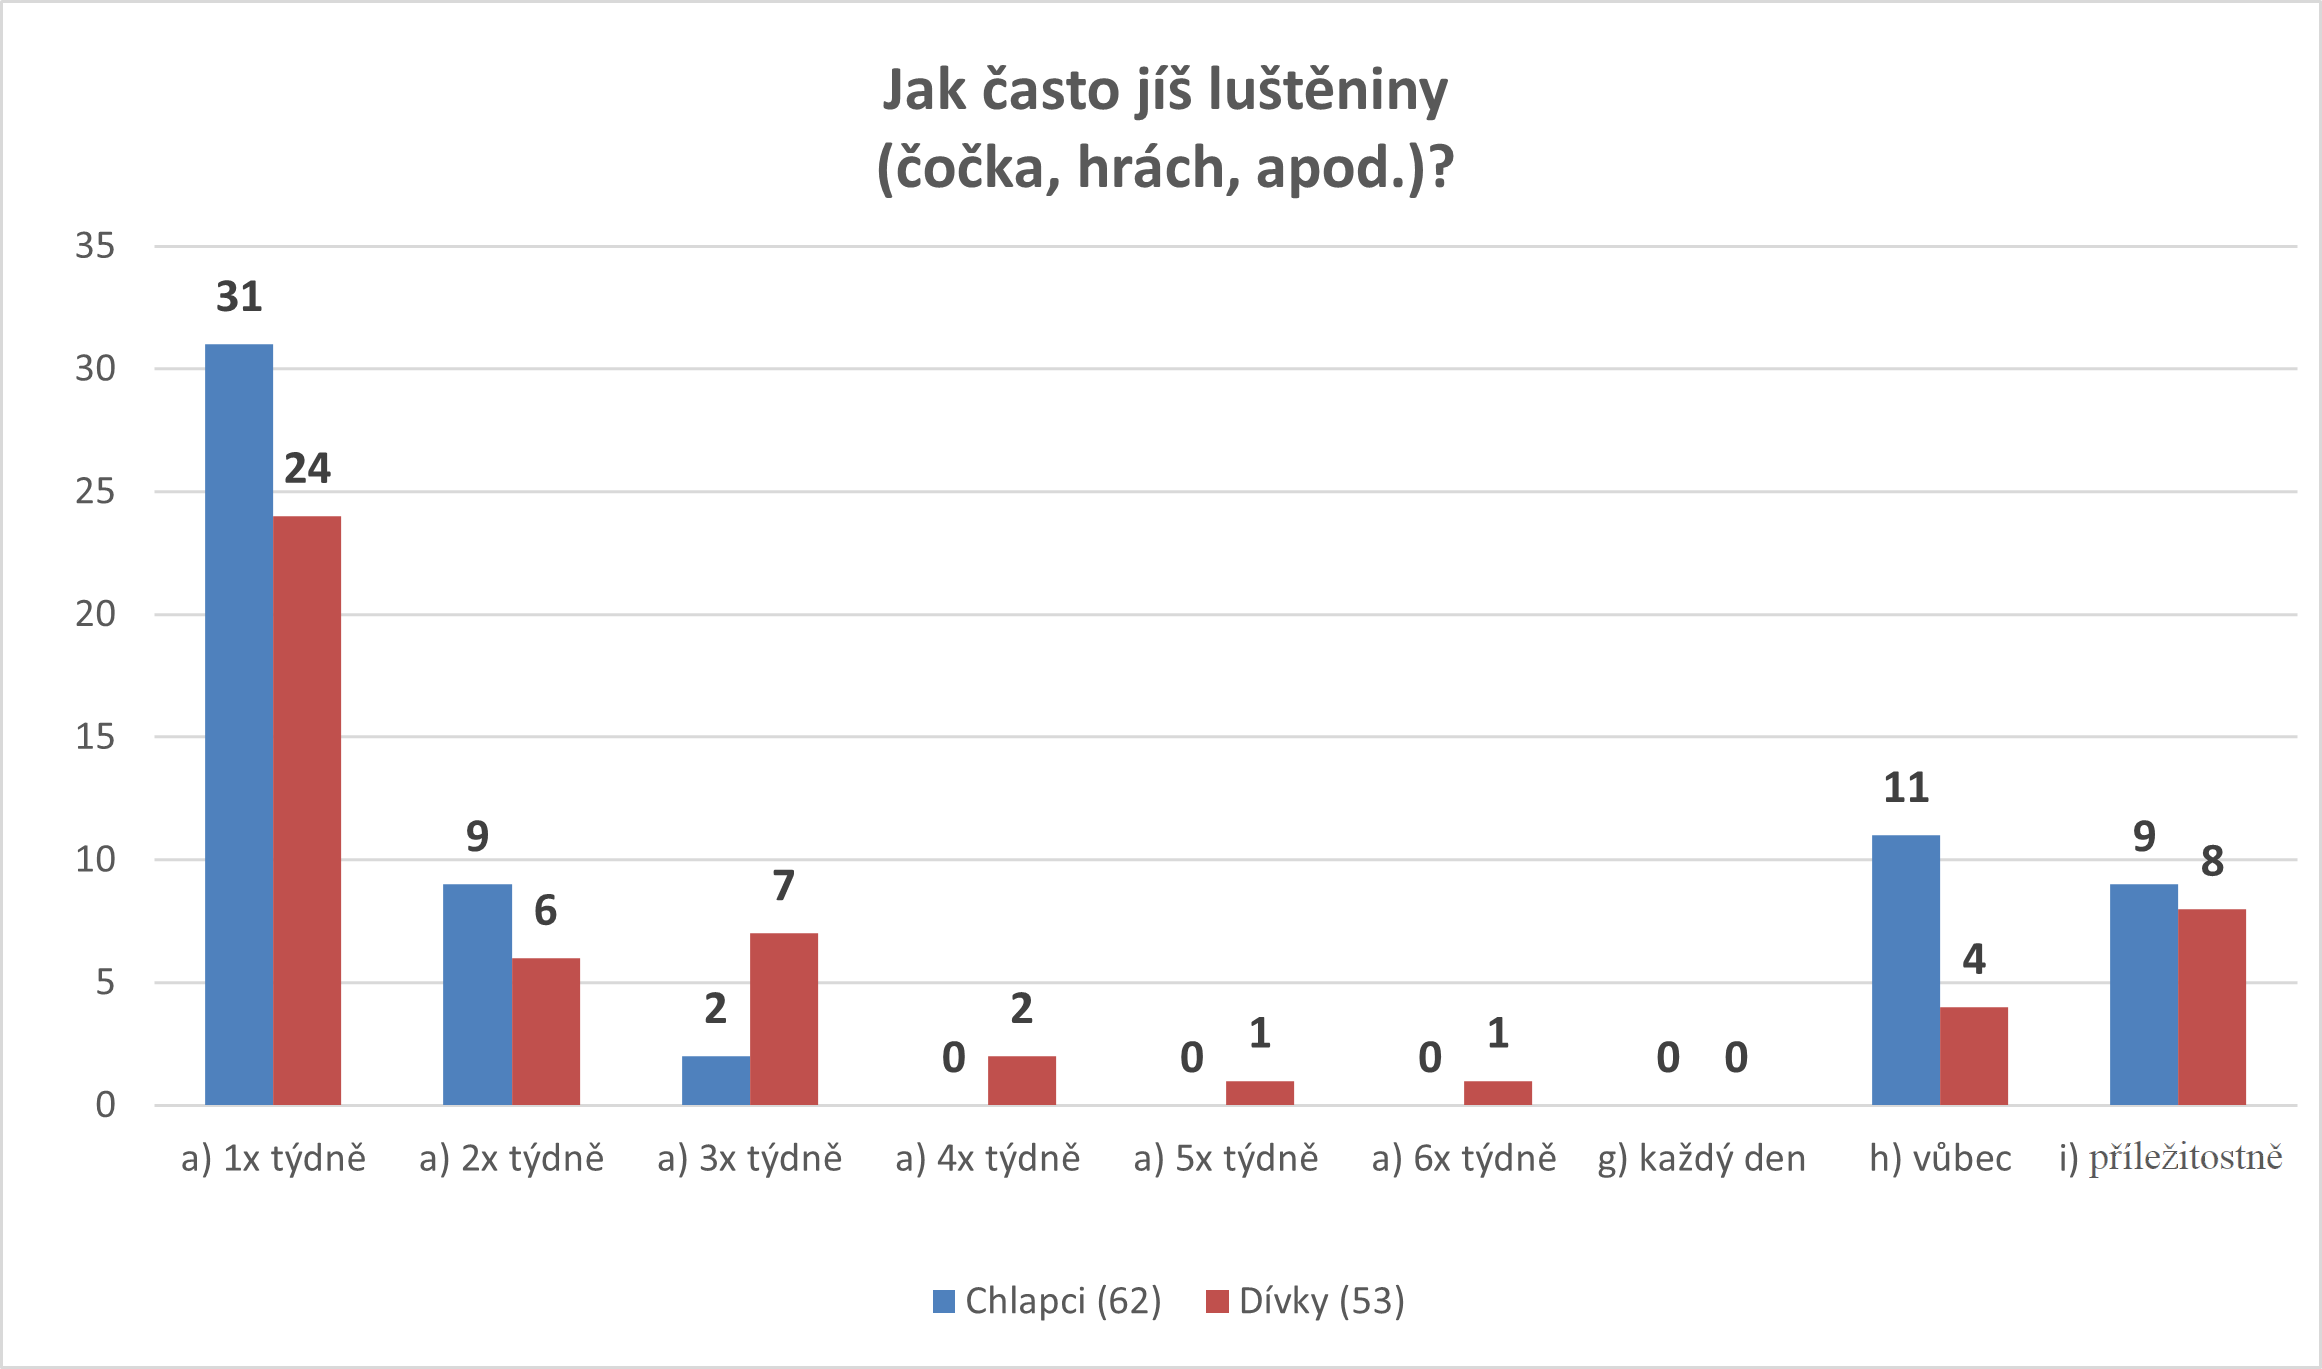 Jak často jíš luštěniny
(čočka, hrách, apod.)?
35
30
25
20
15
10
5
0
31
24
9
6
2
7
0
2
0
1
0
1
0
0
11
4
9
8
a) 1x týdně
a) 2x týdně
a) 3x týdně
a) 4x týdně
a) 5x týdně
a) 6x týdně
g) každý den
h) vůbec
i) příležitostně
Chlapci (62)
Dívky (53)